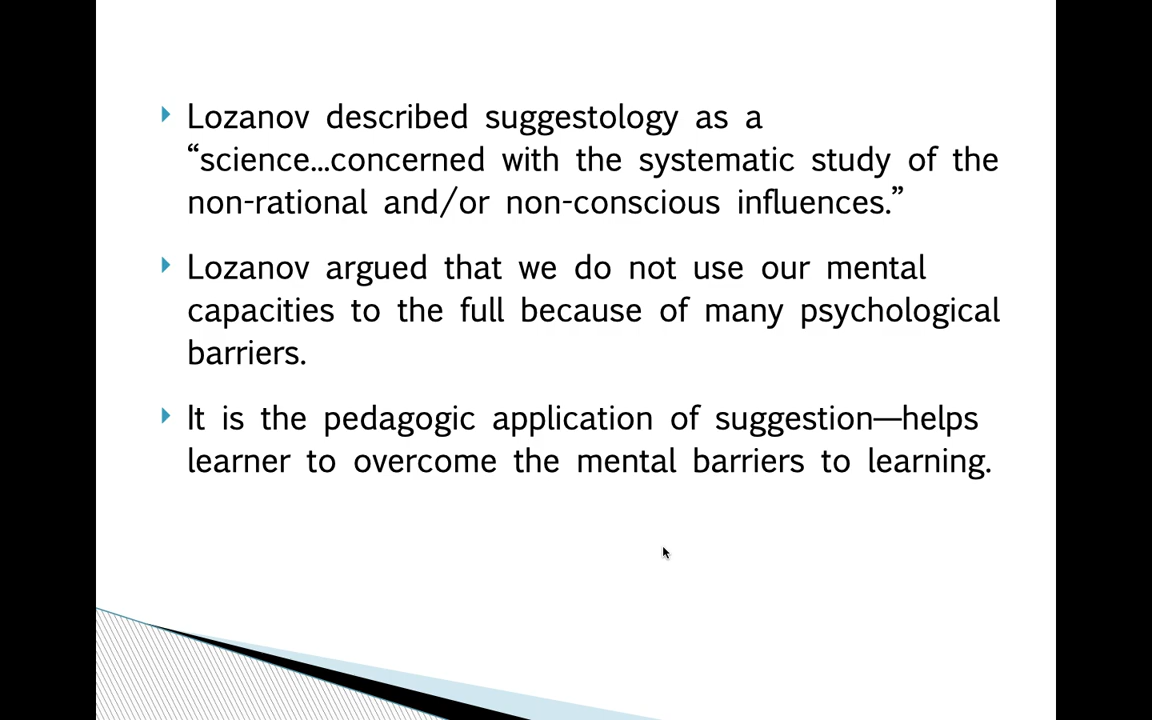 Lozanov described suggestology as a
“science…concerned with the systematic study of the
non-rational and/or non-conscious influences.”
Lozanov argued that we do not use our mental
capacities to the full because of many psychological
barriers.
It is the pedagogic application of suggestion—helps
learner to overcome the mental barriers to learning.